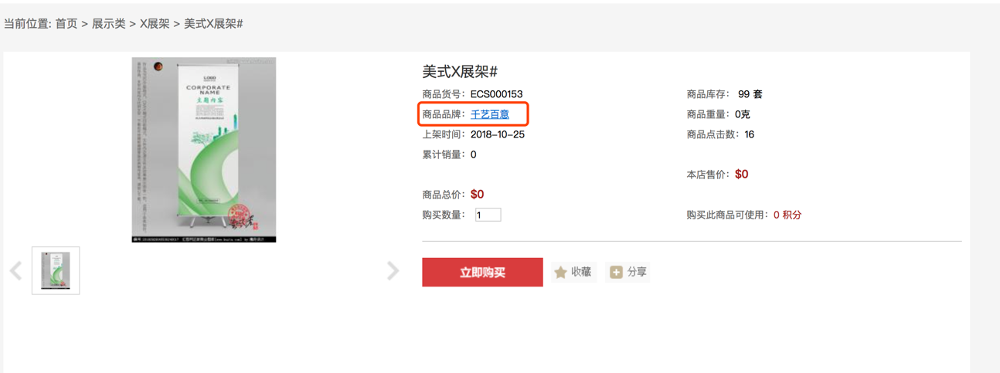 当前位置: 首页 > 展示类 > X展架 > 美式X展架#
LOGO
CORPORATE
NAME
主题内容
美式X展架#
商品货号：ECS000153
商品库存： 99 套
商品品牌：千艺百意
商品重量：0克
上架时间：2018-10-25
商品点击数：16
累计销量：0
本店售价：$0
商品总价：$0
购买数量： 1
购买此商品可使用：0 积分
立即购买
收藏
分享